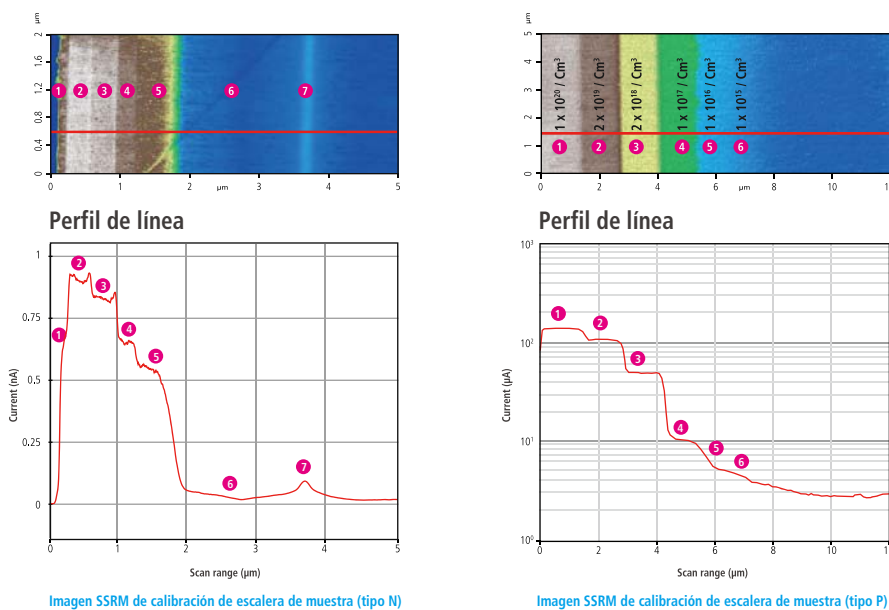 µm
2
1.6
1.2
0.8
0.4
0
1 2 3 4 5 6 7
0 1 2 µm 3 4 5
Perfil de línea
Current (nA)
1
0.75
0.5
0.25
0
1 2 3 4 5 6 7
0 1 2 3 4 5
Scan range (µm)
Imagen SSRM de calibración de escalera de muestra (tipo N)
µm
5
4
3
2
1
0
1 x 10²⁰ / Cm³
2 x 10¹⁹ / Cm³
2 x 10¹⁸ / Cm³
1 x 10¹⁷ / Cm³
1 x 10¹⁶ / Cm³
1 x 10¹⁵ / Cm³
1 2 3 4 5 6
0 2 4 6 µm 8 10
Perfil de línea
Current (µA)
10³
10²
10¹
10⁰
1 2 3 4 5 6
0 2 4 6 8 10
Scan range (µm)
Imagen SSRM de calibración de escalera de muestra (tipo P)